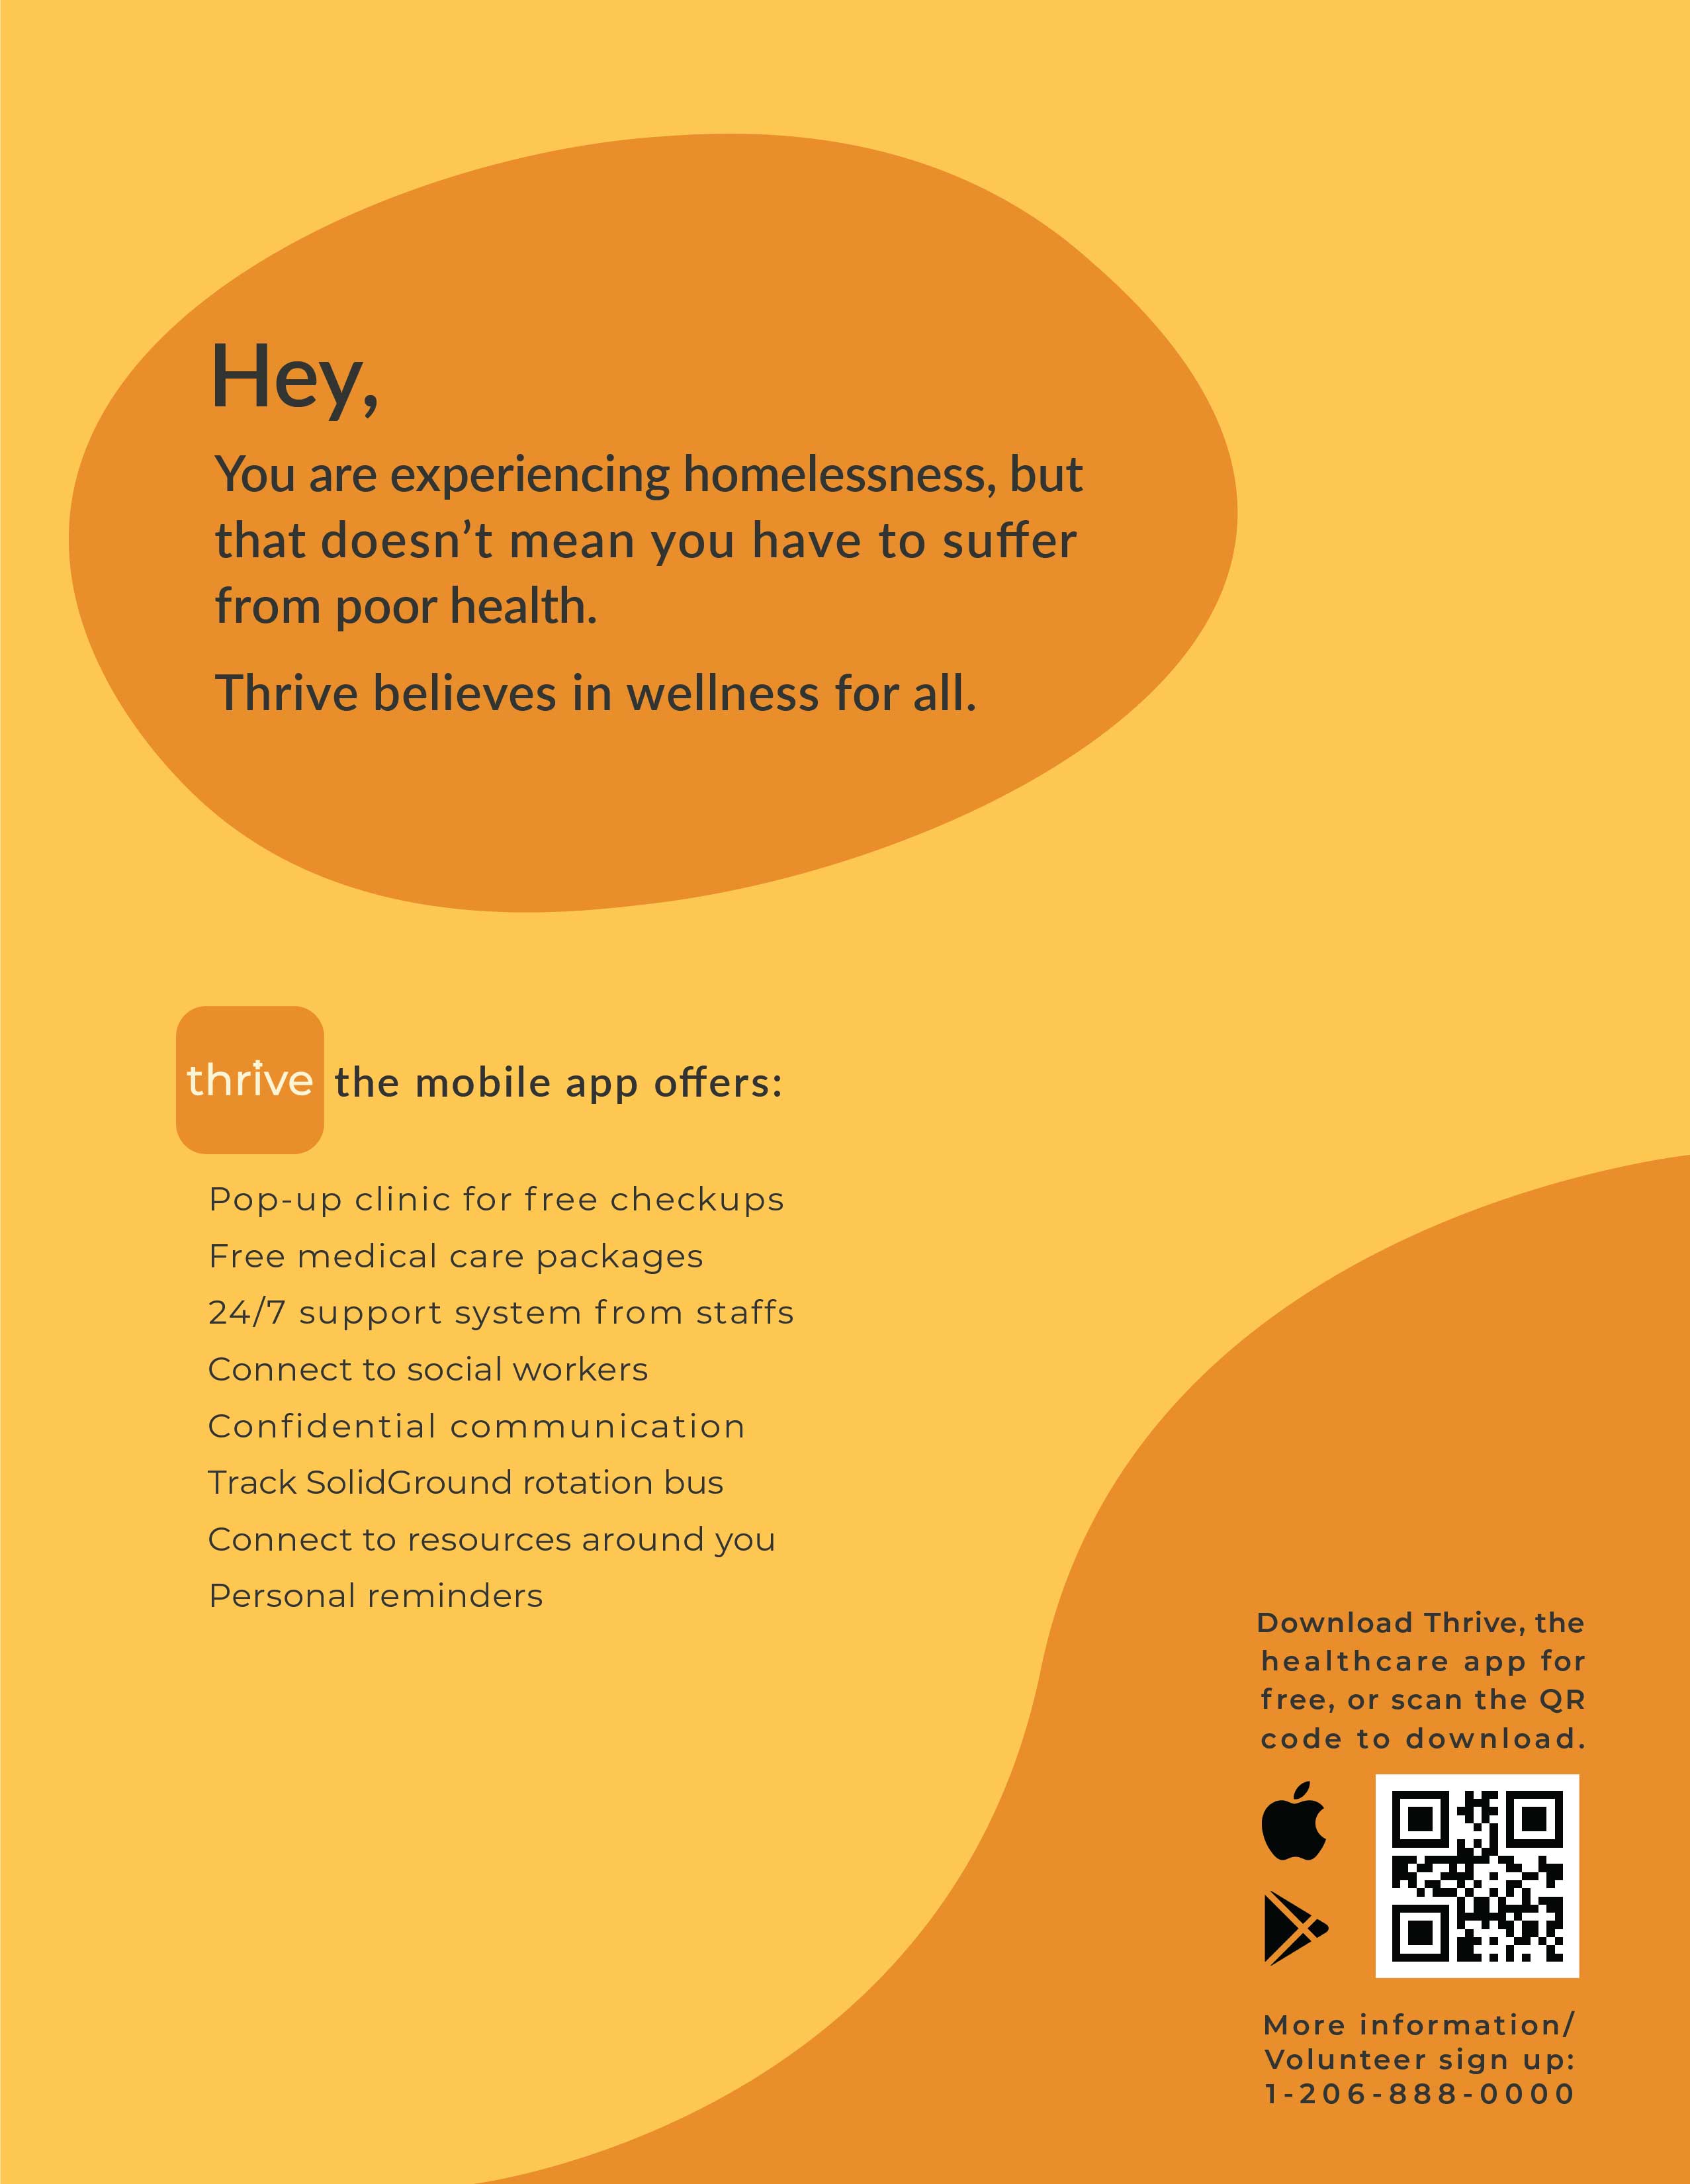 Hey,
You are experiencing homelessness, but
that doesn’t mean you have to suffer
from poor health.
Thrive believes in wellness for all.
thrive the mobile app offers:
Pop-up clinic for free checkups
Free medical care packages
24/7 support system from staffs
Connect to social workers
Confidential communication
Track SolidGround rotation bus
Connect to resources around you
Personal reminders
Download Thrive, the
healthcare app for
free, or scan the QR
code to download.
More information/
Volunteer sign up:
1-206-888-0000